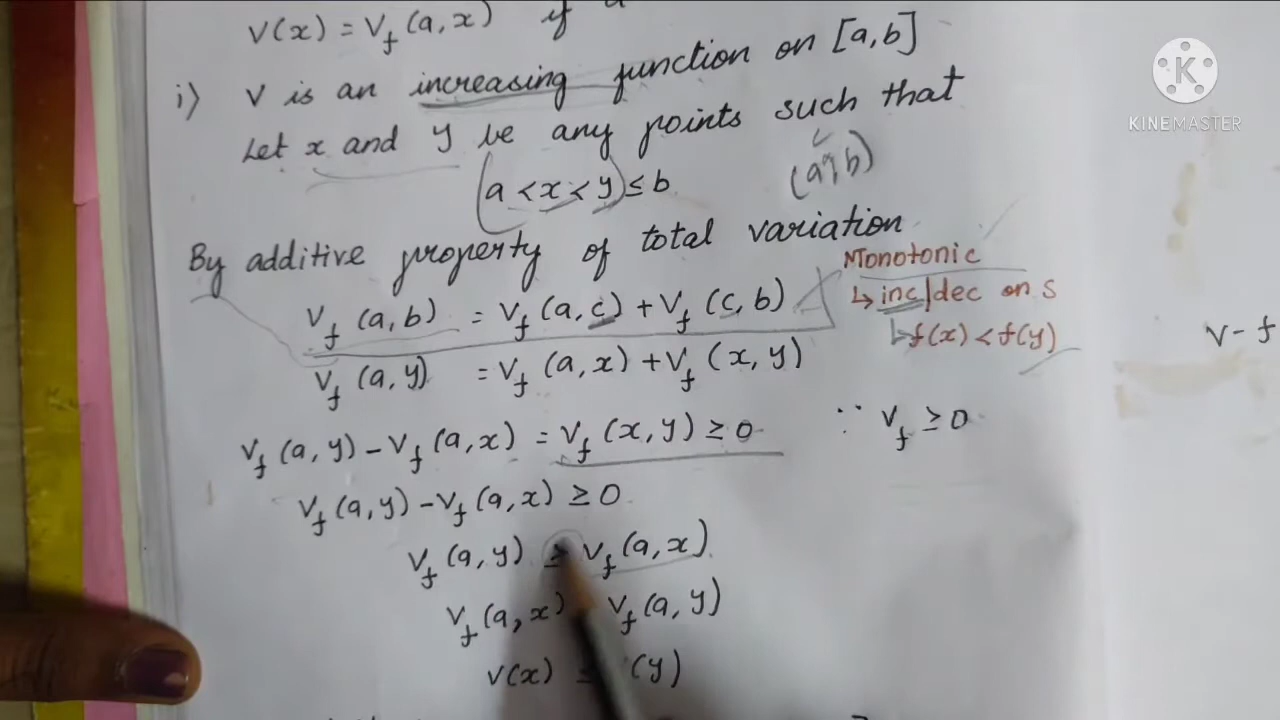 V(x) = V_f (a, x) if
i) V is an increasing function on [a, b]
Let x and y be any points such that
a < x < y ≤ b
(a, b)
By additive property of total variation
V_f (a, b) = V_f (a, c) + V_f (c, b)
Monotonic
↳ inc/dec on S
↳ f(x) < f(y)
V - f
V_f (a, y) = V_f (a, x) + V_f (x, y)
V_f (a, y) - V_f (a, x) = V_f (x, y) ≥ 0 ∵ V_f ≥ 0
V_f (a, y) - V_f (a, x) ≥ 0
V_f (a, y) ≥ V_f (a, x)
V_f (a, x) V_f (a, y)
V(x) ≤ (y)
KINEMASTER